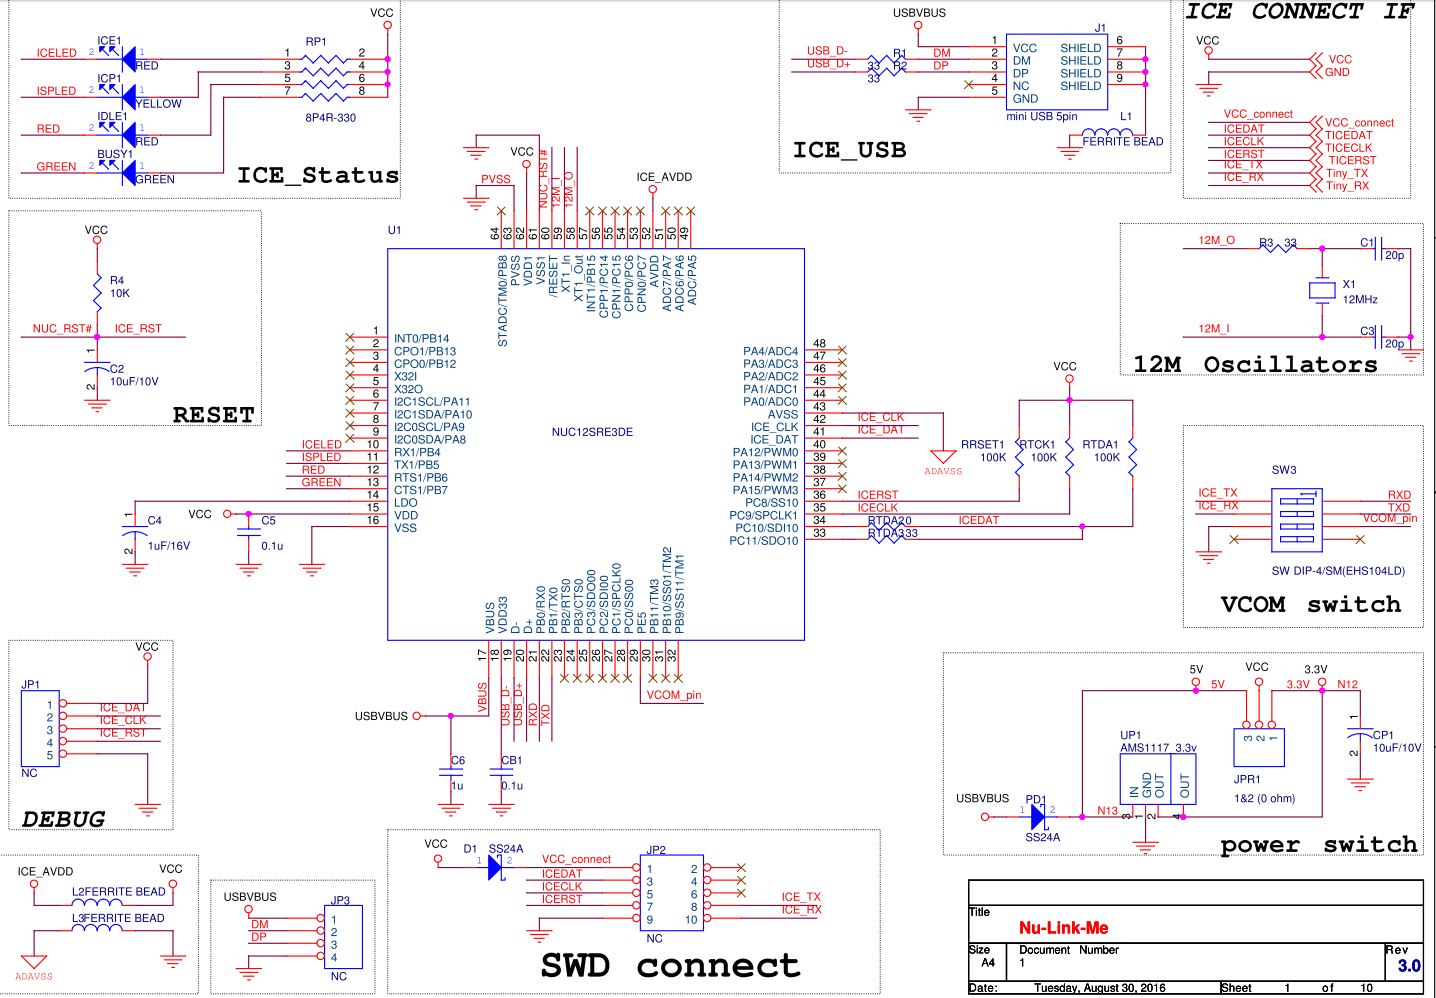 VCC
ICE1
ICELED 2 1
RED
RP1
1 2
3 4
5 6
7 8
ICP1
ISPLED 2 1
YELLOW
8P4R-330
IDLE1
RED 2 1
RED
BUSY1
GREEN 2 1
GREEN
ICE_Status
USBVBUS
J1
USB_D- R1 DM
USB_D+ 33 R2 DP
33
1 VCC SHIELD 6
2 DM SHIELD 7
3 DP SHIELD 8
4 NC SHIELD 9
5 GND
mini USB 5pin
L1
FERRITE BEAD
ICE_USB
ICE CONNECT IF
VCC
VCC
GND
VCC_connect VCC_connect
ICEDAT TICEDAT
ICECLK TICECLK
ICERST TICERST
ICE_TX Tiny_TX
ICE_RX Tiny_RX
VCC
R4
10K
NUC_RST# ICE_RST
1
C2
10uF/10V
2
RESET
12M_O R3 33 C1
20p
X1
12MHz
12M_I C3
20p
12M Oscillators
U1
PVSS
VCC
NUC_RST#
12M_I
12M_O
ICE_AVDD
64 STADC/TM0/PB8
63 PVSS
62 VDD1
61 VSS1
60 /RESET
59 XT1_In
58 XT1_Out
57 INT1/PB15
56 CPP1/PC14
55 CPN1/PC15
54 CPP0/PC6
53 CPN0/PC7
52 AVDD
51 ADC7/PA7
50 ADC6/PA6
49 ADC/PA5
1 INT0/PB14
2 CPO1/PB13
3 CPO0/PB12
4 X32I
5 X32O
6 I2C1SCL/PA11
7 I2C1SDA/PA10
8 I2C0SCL/PA9
9 I2C0SDA/PA8
ICELED 10 RX1/PB4
ISPLED 11 TX1/PB5
RED 12 RTS1/PB6
GREEN 13 CTS1/PB7
14 LDO
VCC 15 VDD
16 VSS
NUC12SRE3DE
PA4/ADC4 48
PA3/ADC3 47
PA2/ADC2 46
PA1/ADC1 45
PA0/ADC0 44
AVSS 43
ICE_CLK 42 ICE_CLK
ICE_DAT 41 ICE_DAT
PA12/PWM0 40
PA13/PWM1 39
PA14/PWM2 38
PA15/PWM3 37
PC8/SS10 36 ICERST
PC9/SPCLK1 35 ICECLK
PC10/SDI10 34 RTDA20 ICEDAT
PC11/SDO10 33 RTDA333
ADAVSS
VCC
RRSET1 RTCK1 RTDA1
100K 100K 100K
1
C4
1uF/16V
2
C5
0.1u
17 VBUS
18 VDD33
19 D-
20 D+
21 PB0/RX0
22 PB1/TX0
23 PB2/RTS0
24 PB3/CTS0
25 PC3/SDO00
26 PC2/SDI00
27 PC1/SPCLK0
28 PC0/SS00
29 PE5
30 PB11/TM3
31 PB10/SS01/TM2
32 PB9/SS11/TM1
VBUS
USB_D-
USB_D+
RXD
TXD
VCOM_pin
USBVBUS
C6
1u
CB1
0.1u
SW3
1
ICE_TX RXD
ICE_RX TXD
VCOM_pin
SW DIP-4/SM(EHS104LD)
VCOM switch
VCC
JP1
1
2 ICE_DAT
3 ICE_CLK
4 ICE_RST
5
NC
DEBUG
5V VCC 3.3V
5V 3.3V N12
3 2 1
UP1
AMS1117 3.3v
IN GND OUT OUT
3 1 2 4
JPR1
1&2 (0 ohm)
1
CP1
10uF/10V
2
USBVBUS
PD1
1 2
SS24A
N13
power switch
ICE_AVDD VCC
L2FERRITE BEAD
L3FERRITE BEAD
ADAVSS
USBVBUS
JP3
1
DM 2
DP 3
4
NC
VCC
D1 SS24A
1 2
JP2
VCC_connect 1 2
ICEDAT 3 4
ICECLK 5 6
ICERST 7 8 ICE_TX
9 10 ICE_RX
NC
SWD connect
Title
Nu-Link-Me
Size Document Number Rev
A4 1 3.0
Date: Tuesday, August 30, 2016 Sheet 1 of 10